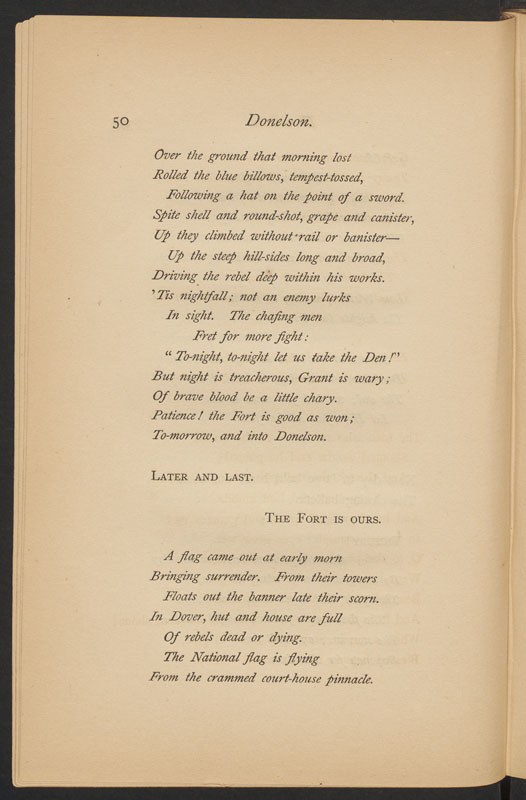 50
Donelson.
Over the ground that morning lost
Rolled the blue billows, tempest-tossed,
Following a hat on the point of a sword.
Spite shell and round-shot, grape and canister,
Up they climbed without rail or banister—
Up the steep hill-sides long and broad,
Driving the rebel deep within his works.
'Tis nightfall; not an enemy lurks
In sight. The chafing men
Fret for more fight:
"To-night, to-night let us take the Den!"
But night is treacherous, Grant is wary;
Of brave blood be a little chary.
Patience! the Fort is good as won;
To-morrow, and into Donelson.
LATER AND LAST.
THE FORT IS OURS.
A flag came out at early morn
Bringing surrender. From their towers
Floats out the banner late their scorn.
In Dover, hut and house are full
Of rebels dead or dying.
The National flag is flying
From the crammed court-house pinnacle.